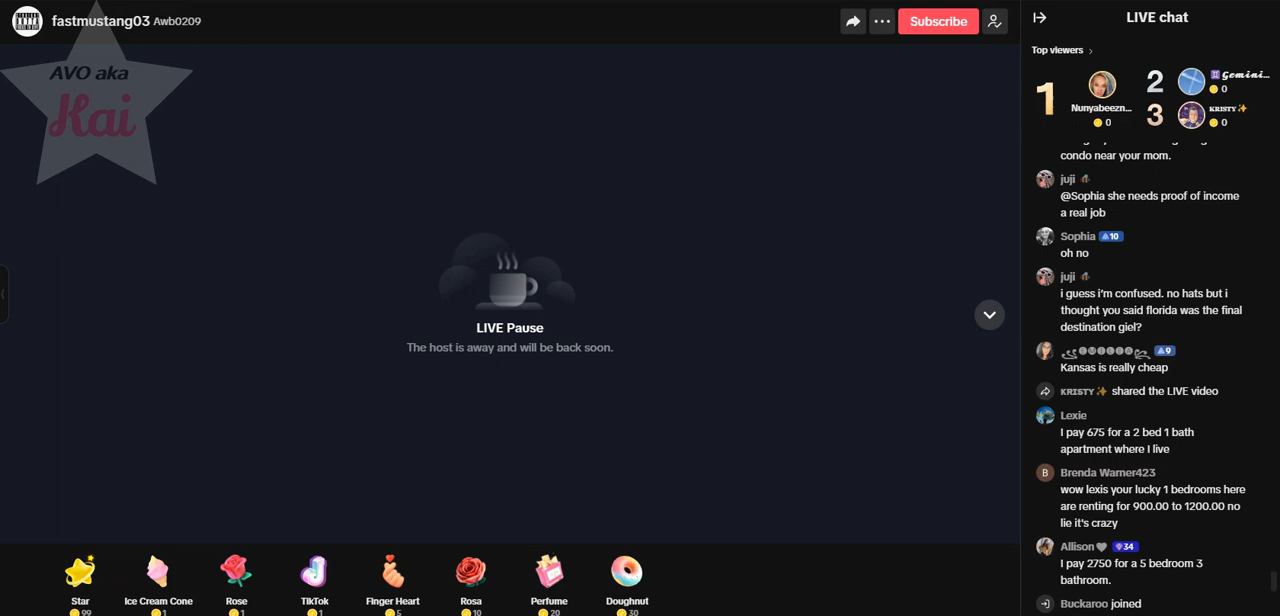 fastmustang03 Awb0209
Subscribe
AVO aka
Kai
LIVE Pause
The host is away and will be back soon.
Star
99
Ice Cream Cone
1
Rose
1
TikTok
1
Finger Heart
5
Rosa
10
Perfume
20
Doughnut
30
LIVE chat
Top viewers
1
Nunyabeezn...
0
2
𝓖𝓮𝓶𝓲𝓷𝓲...
0
3
ᴋʀɪsᴛʏ✨
0
condo near your mom.
juji
@Sophia she needs proof of income
a real job
Sophia 10
oh no
juji
i guess i'm confused. no hats but i
thought you said florida was the final
destination giel?
9
Kansas is really cheap
ᴋʀɪsᴛʏ✨ shared the LIVE video
Lexie
I pay 675 for a 2 bed 1 bath
apartment where I live
B Brenda Warner423
wow lexis your lucky 1 bedrooms here
are renting for 900.00 to 1200.00 no
lie it's crazy
Allison🤍 34
I pay 2750 for a 5 bedroom 3
bathroom.
Buckaroo joined